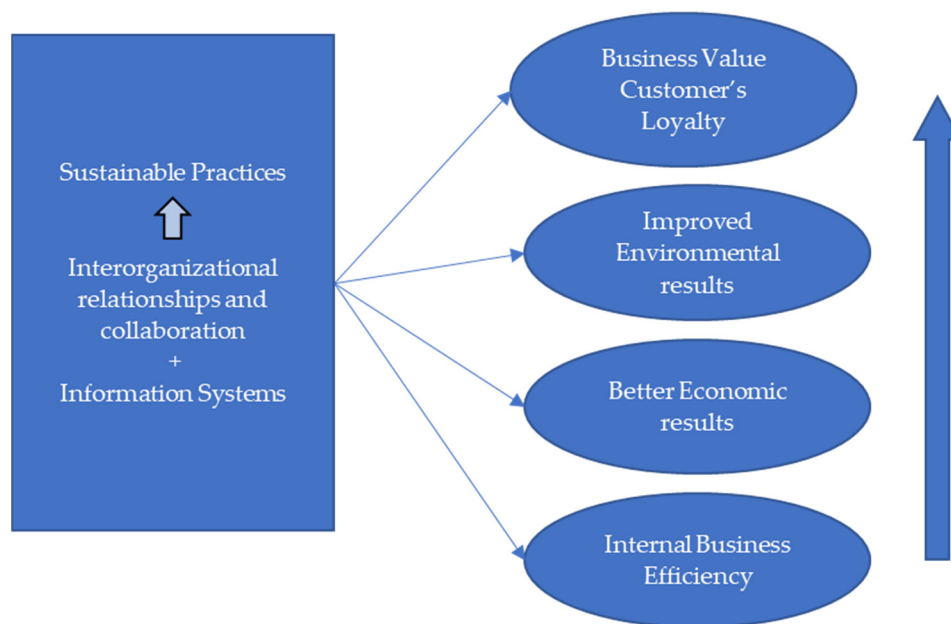 Sustainable Practices
Interorganizational
relationships and
collaboration
+
Information Systems
Business Value
Customer's
Loyalty
Improved
Environmental
results
Better Economic
results
Internal Business
Efficiency